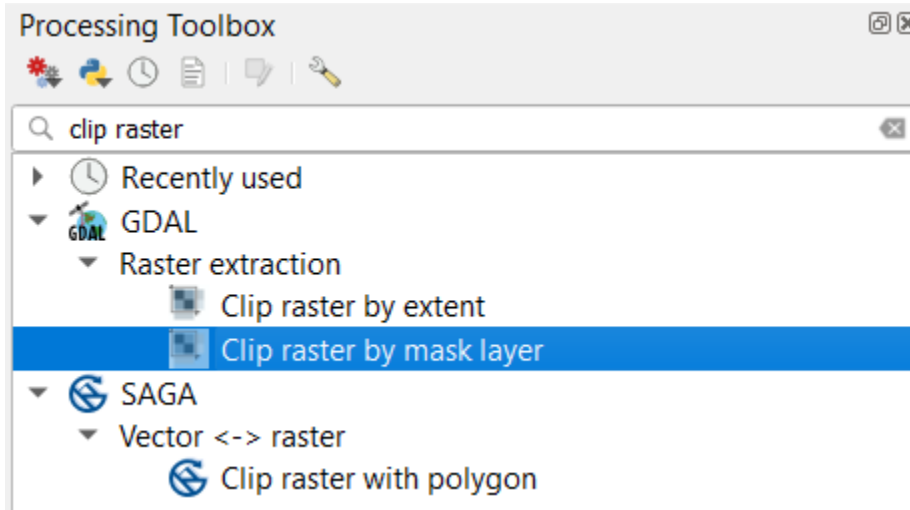 Processing Toolbox
clip raster
Recently used
GDAL
GDAL
Raster extraction
Clip raster by extent
Clip raster by mask layer
SAGA
Vector <-> raster
Clip raster with polygon